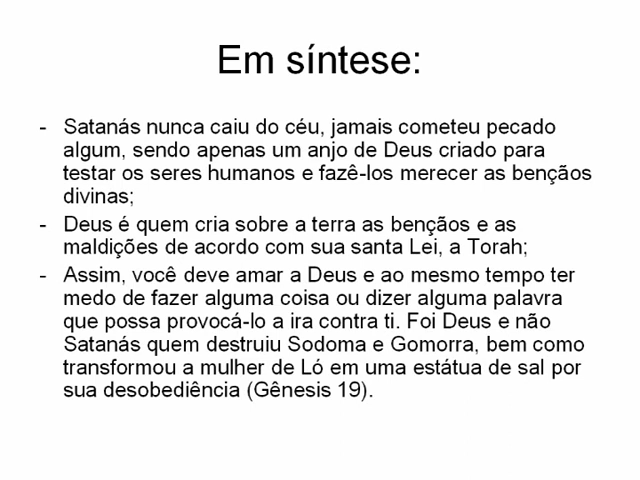 Em síntese:
- Satanás nunca caiu do céu, jamais cometeu pecado
algum, sendo apenas um anjo de Deus criado para
testar os seres humanos e fazê-los merecer as bençãos
divinas;
- Deus é quem cria sobre a terra as bençãos e as
maldições de acordo com sua santa Lei, a Torah;
- Assim, você deve amar a Deus e ao mesmo tempo ter
medo de fazer alguma coisa ou dizer alguma palavra
que possa provocá-lo a ira contra ti. Foi Deus e não
Satanás quem destruiu Sodoma e Gomorra, bem como
transformou a mulher de Ló em uma estátua de sal por
sua desobediência (Gênesis 19).